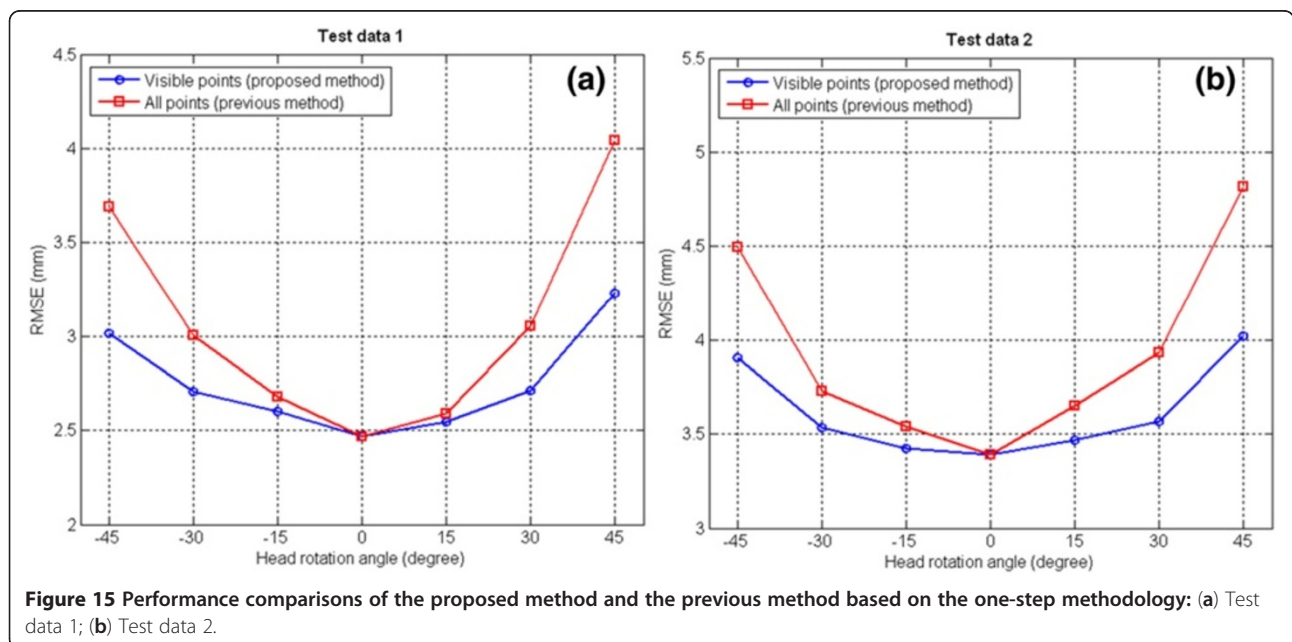 Test data 1
4.5
4
3.5
3
2.5
2
RMSE (mm)
Visible points (proposed method)
All points (previous method)
(a)
-45 -30 -15 0 15 30 45
Head rotation angle (degree)
Test data 2
5.5
5
4.5
4
3.5
3
RMSE (mm)
Visible points (proposed method)
All points (previous method)
(b)
-45 -30 -15 0 15 30 45
Head rotation angle (degree)
Figure 15 Performance comparisons of the proposed method and the previous method based on the one-step methodology: (a) Test
data 1; (b) Test data 2.